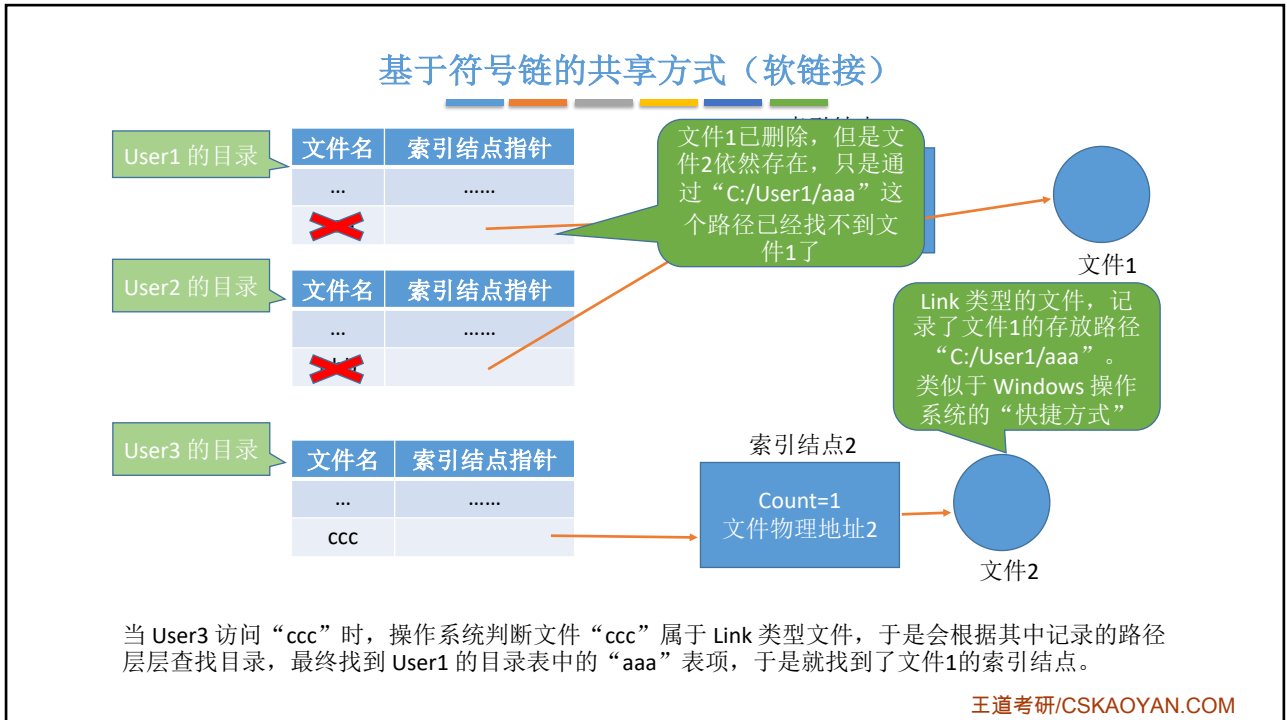 基于符号链的共享方式（软链接）
User1 的目录
文件名 索引结点指针
... ......
文件1已删除，但是文
件2依然存在，只是通
过“C:/User1/aaa”这
个路径已经找不到文
件1了
文件1
User2 的目录
文件名 索引结点指针
... ......
Link 类型的文件，记
录了文件1的存放路径
“C:/User1/aaa”。
类似于 Windows 操作
系统的“快捷方式”
User3 的目录
文件名 索引结点指针
... ......
ccc
索引结点2
Count=1
文件物理地址2
文件2
当 User3 访问“ccc”时，操作系统判断文件“ccc”属于 Link 类型文件，于是会根据其中记录的路径
层层查找目录，最终找到 User1 的目录表中的“aaa”表项，于是就找到了文件1的索引结点。
王道考研/CSKAOYAN.COM